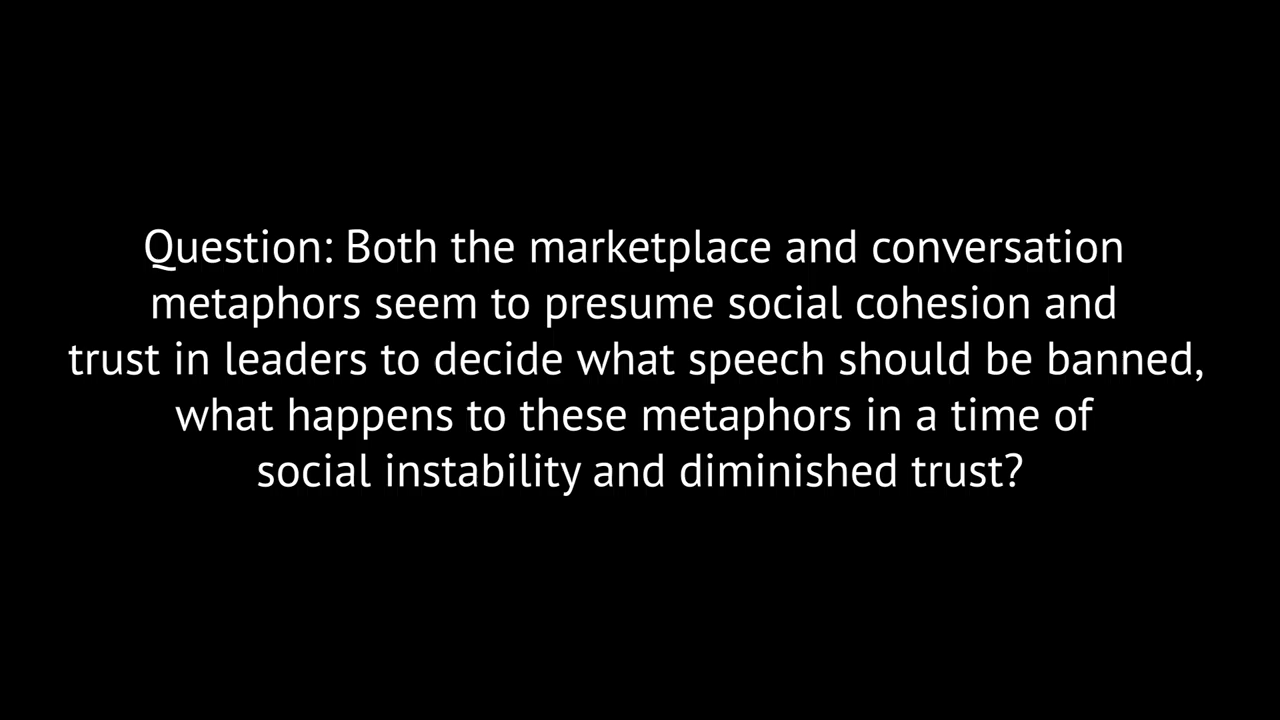 Question: Both the marketplace and conversation
metaphors seem to presume social cohesion and
trust in leaders to decide what speech should be banned,
what happens to these metaphors in a time of
social instability and diminished trust?